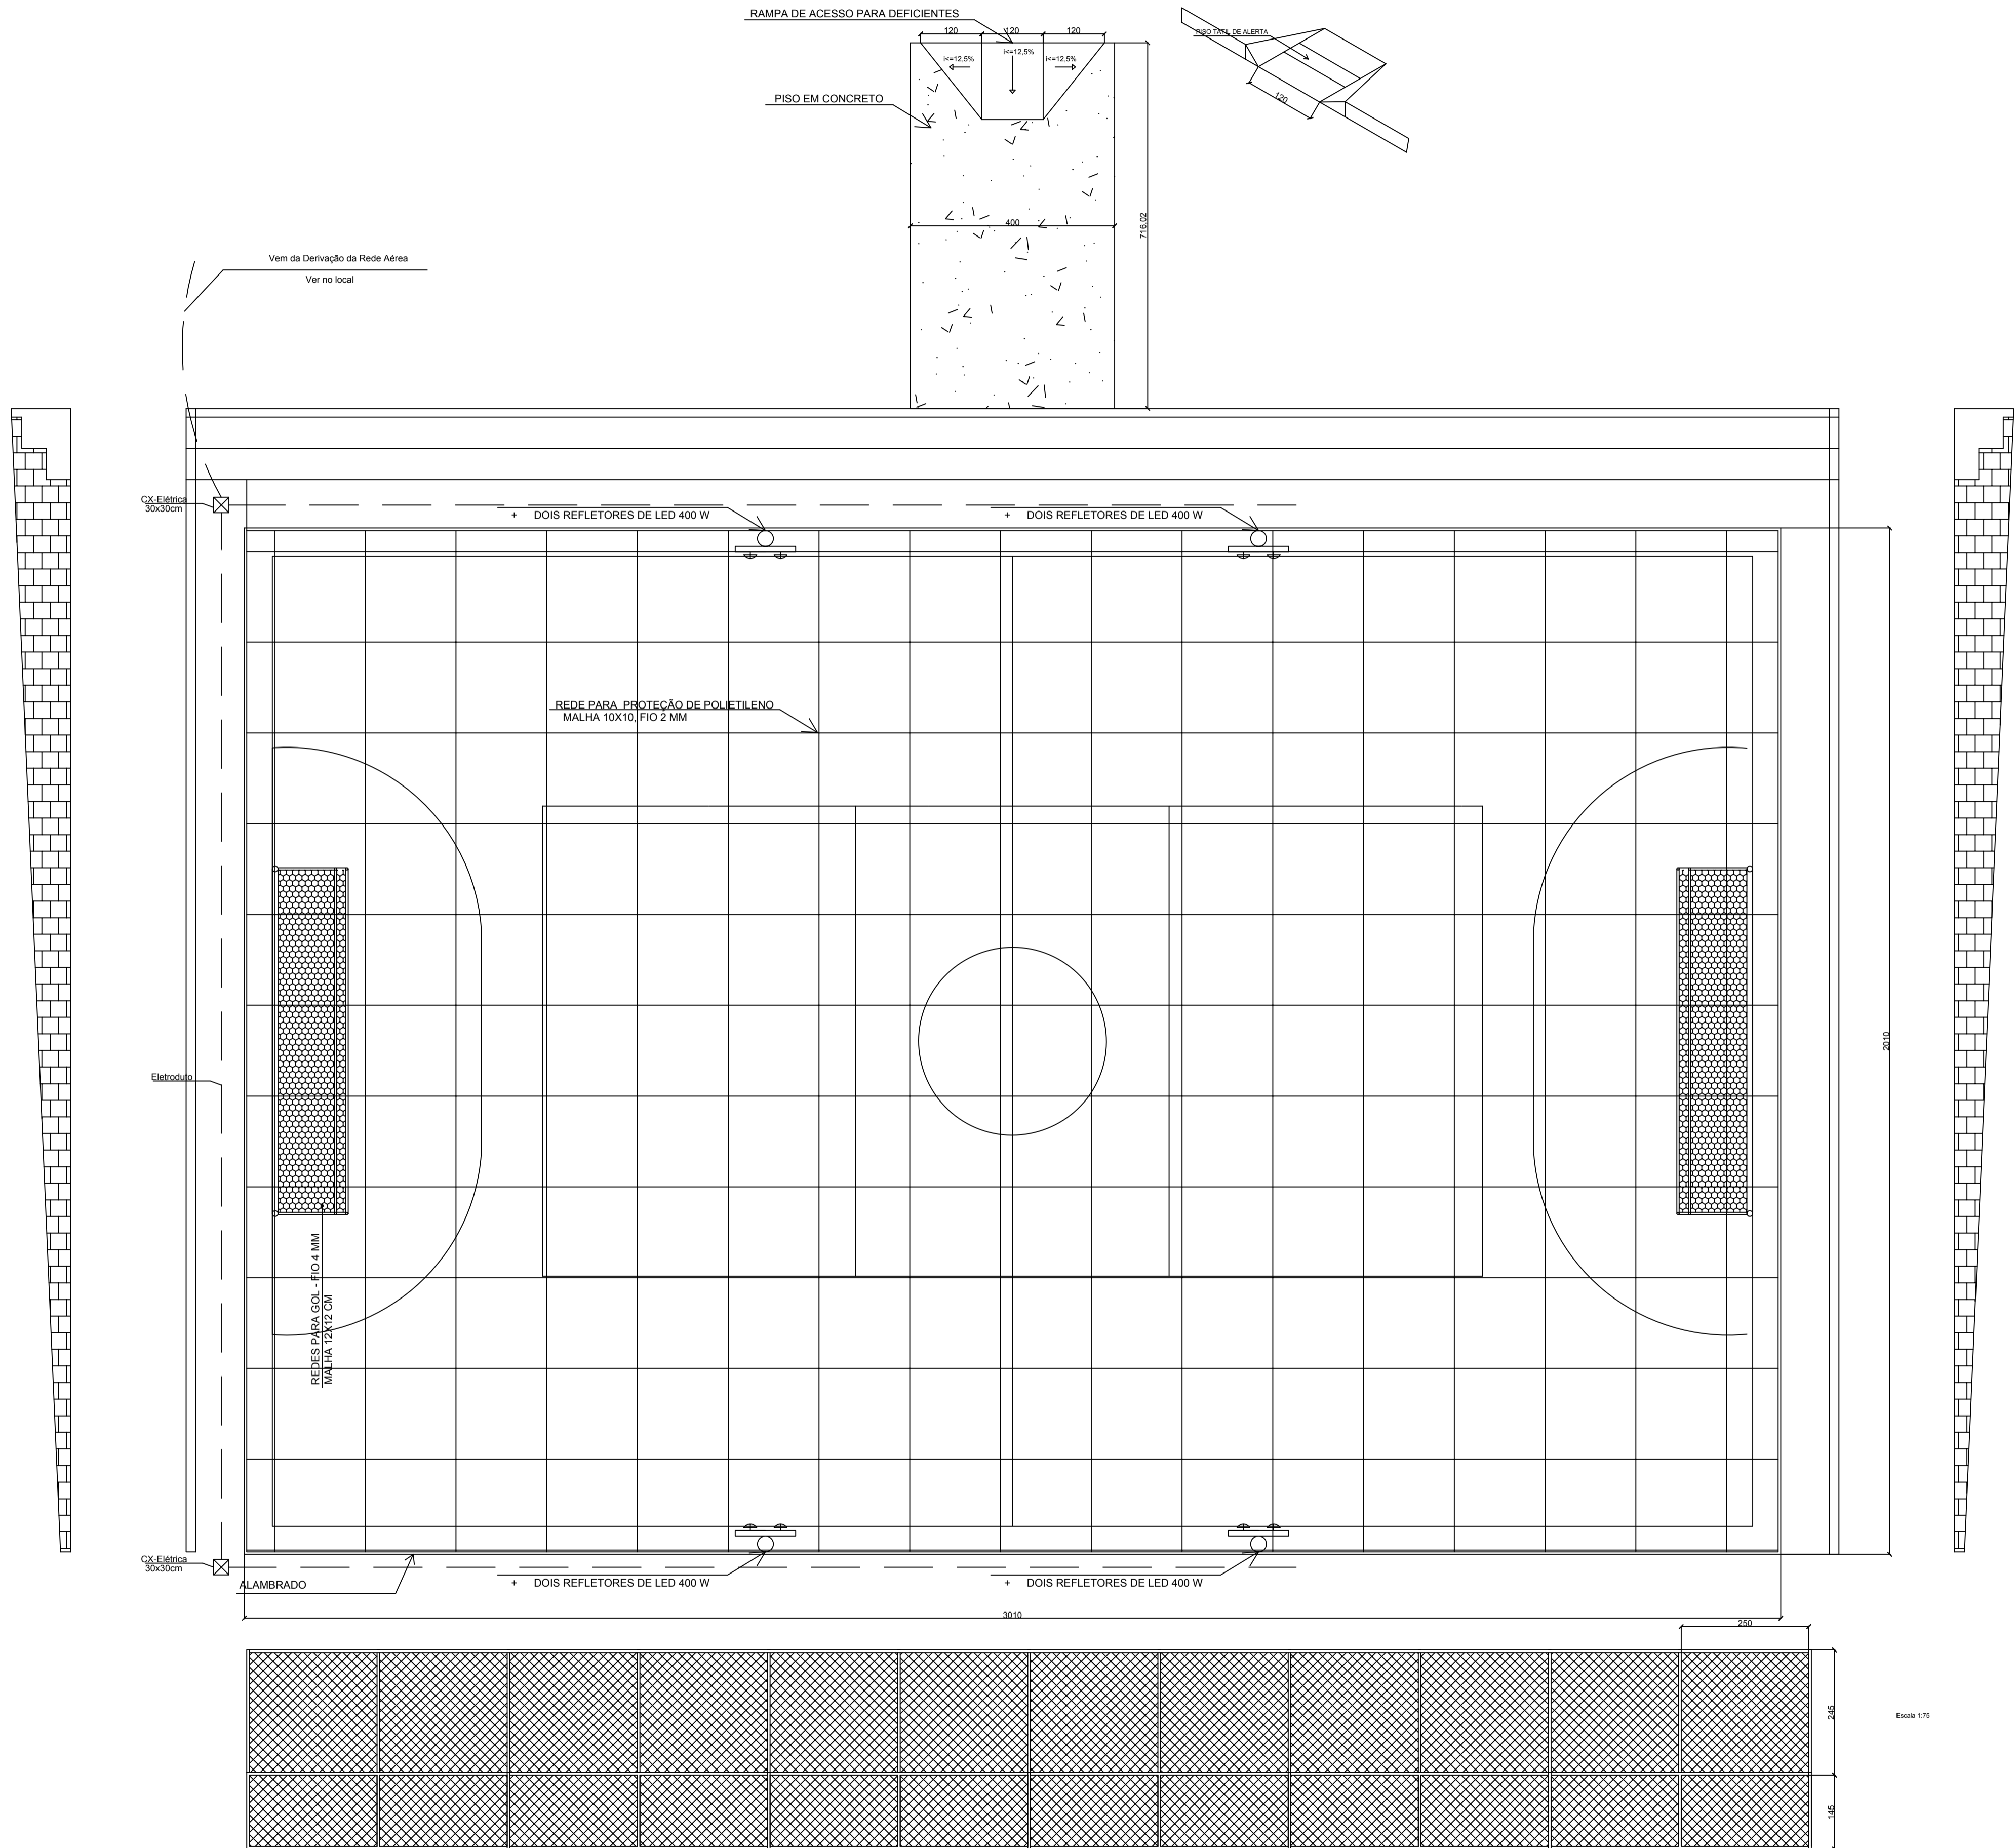 RAMPA DE ACESSO PARA DEFICIENTES
120
120
120
PISO TATIL DE ALERTA
i<=12,5%
i<=12,5%
i<=12,5%
PISO EM CONCRETO
120
400
716.02
Vem da Derivação da Rede Aérea
Ver no local
CX-Elétrica
30x30cm
+ DOIS REFLETORES DE LED 400 W
+ DOIS REFLETORES DE LED 400 W
REDE PARA PROTEÇÃO DE POLIETILENO
MALHA 10X10, FIO 2 MM
2010
Eletroduto
REDES PARA GOL - FIO 4 MM
MALHA 12X12 CM
CX-Elétrica
30x30cm
ALAMBRADO
+ DOIS REFLETORES DE LED 400 W
+ DOIS REFLETORES DE LED 400 W
3010
250
245
Escala 1:75
145